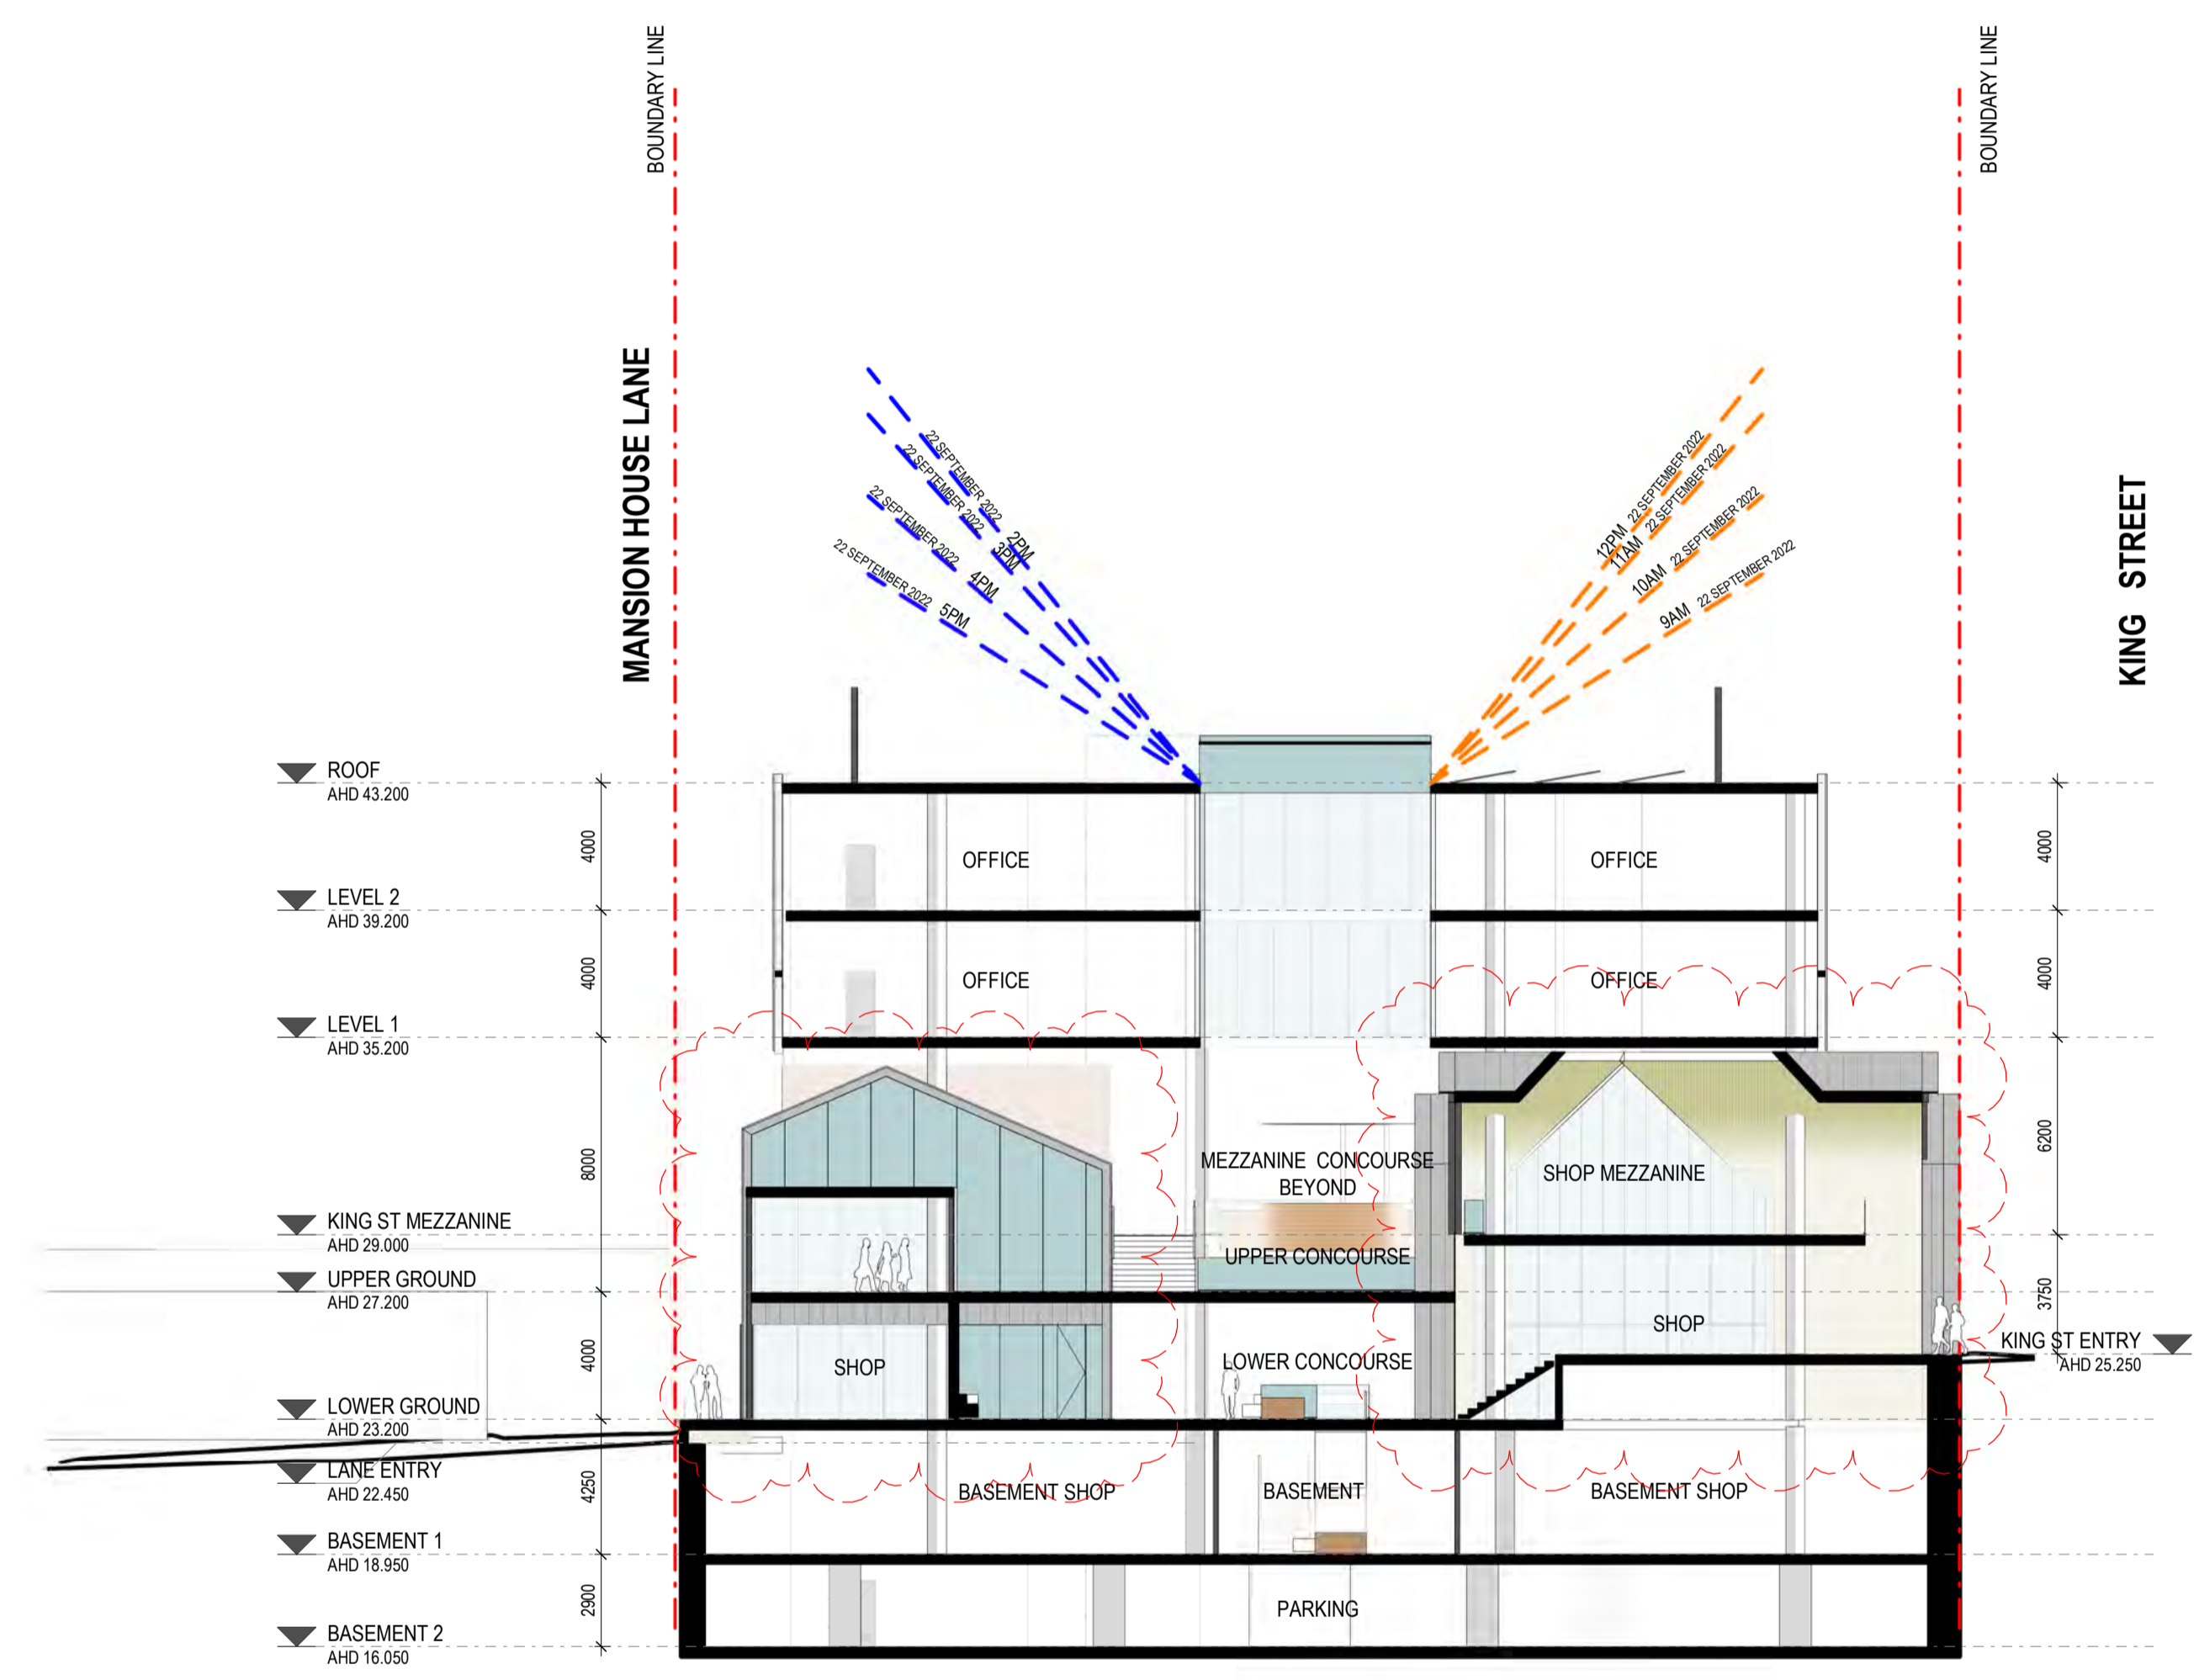 BOUNDARY LINE
BOUNDARY LINE
MANSION HOUSE LANE
KING STREET
22 SEPTEMBER 2022 2PM
22 SEPTEMBER 2022 3PM
22 SEPTEMBER 2022 4PM
22 SEPTEMBER 2022 5PM
12PM 22 SEPTEMBER 2022
11AM 22 SEPTEMBER 2022
10AM 22 SEPTEMBER 2022
9AM 22 SEPTEMBER 2022
ROOF
AHD 43.200
4000
OFFICE
OFFICE
4000
LEVEL 2
AHD 39.200
4000
OFFICE
OFFICE
4000
LEVEL 1
AHD 35.200
8000
MEZZANINE CONCOURSE
BEYOND
SHOP MEZZANINE
6200
KING ST MEZZANINE
AHD 29.000
UPPER CONCOURSE
UPPER GROUND
AHD 27.200
3750
SHOP
KING ST ENTRY
AHD 25.250
4000
SHOP
LOWER CONCOURSE
LOWER GROUND
AHD 23.200
LANE ENTRY
AHD 22.450
4250
BASEMENT SHOP
BASEMENT
BASEMENT SHOP
BASEMENT 1
AHD 18.950
2900
PARKING
BASEMENT 2
AHD 16.050